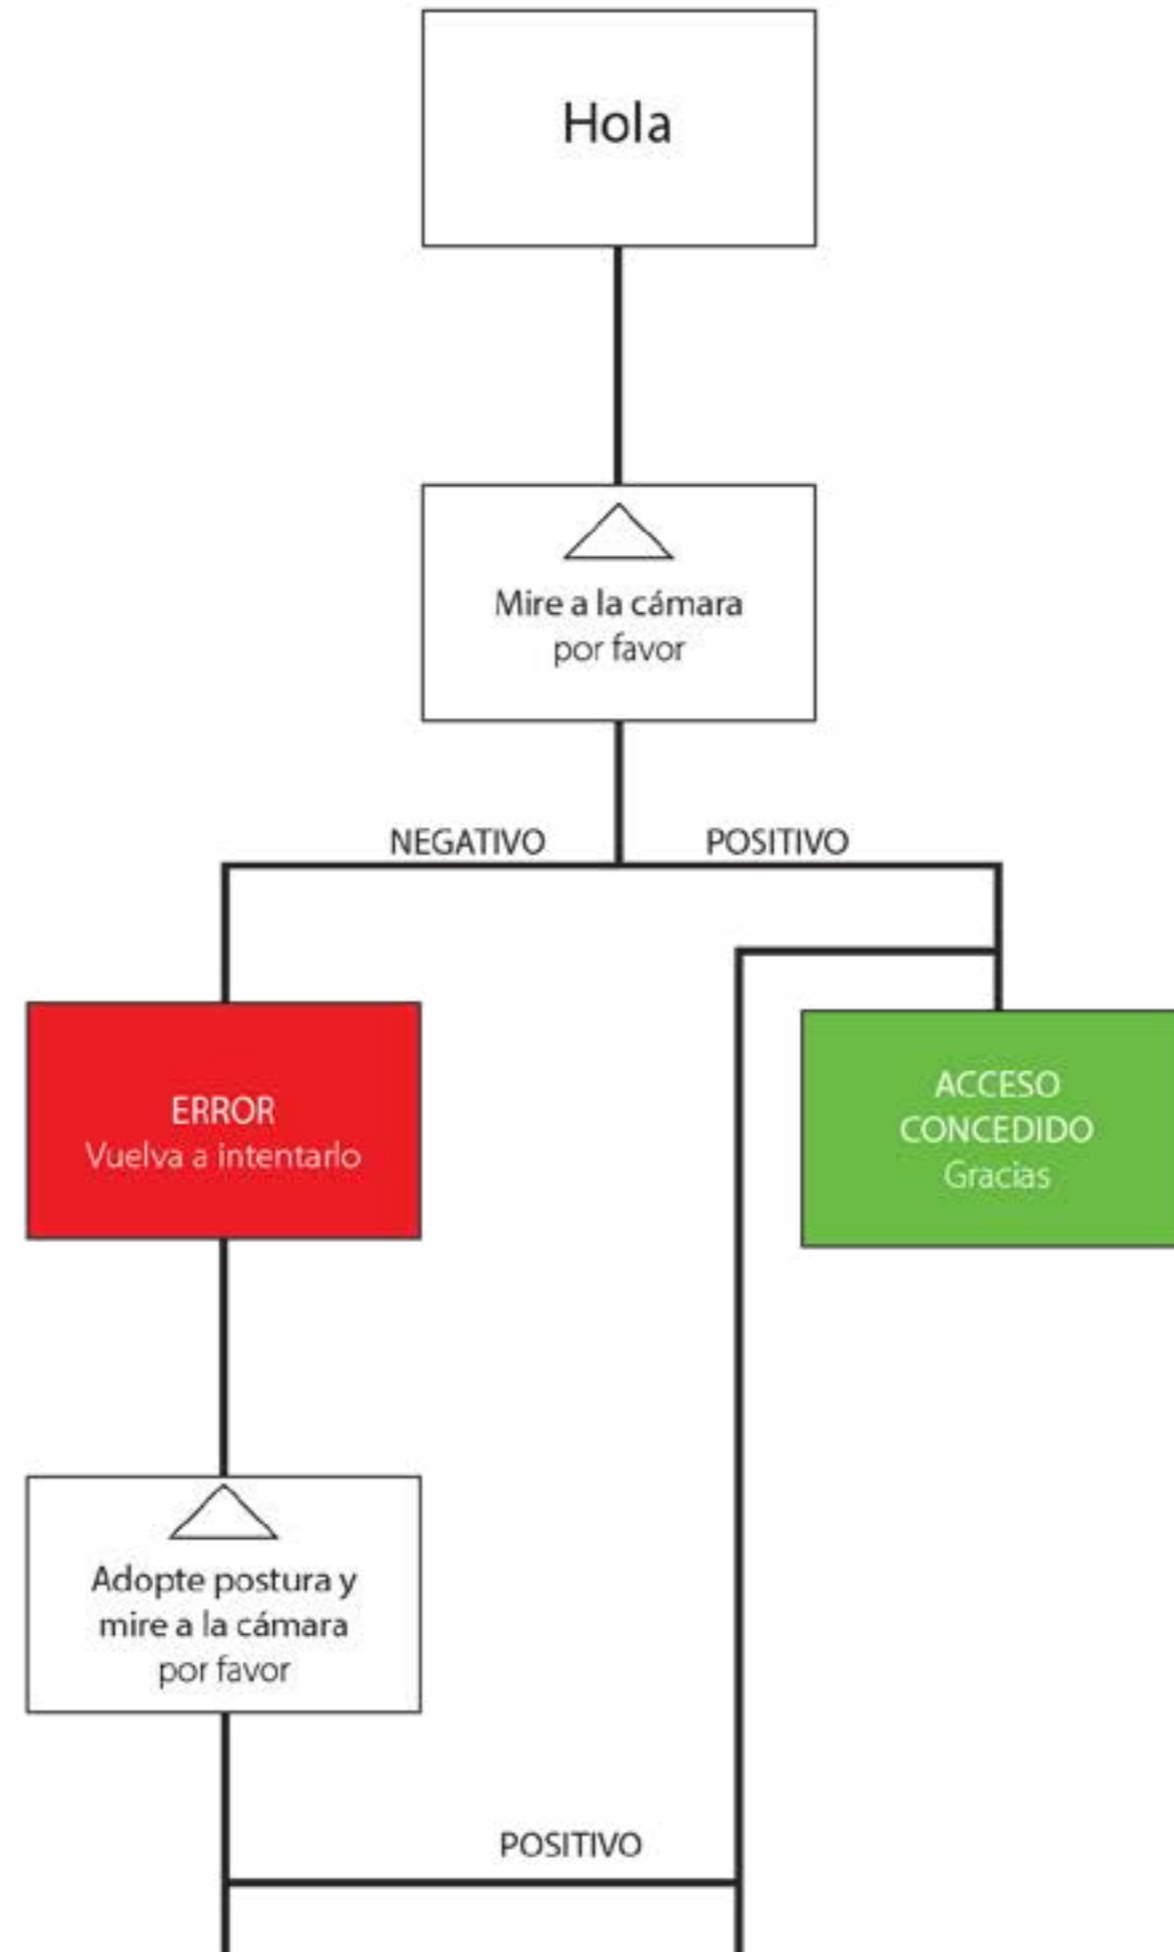 Hola
Mire a la cámara
por favor
NEGATIVO
POSITIVO
ERROR
Vuelva a intentarlo
ACCESO
CONCEDIDO
Gracias
Adopte postura y
mire a la cámara
por favor
POSITIVO